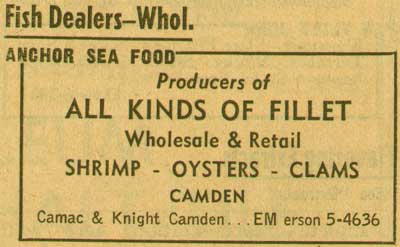 Fish Dealers—Whol.
ANCHOR SEA FOOD
Producers of
ALL KINDS OF FILLET
Wholesale & Retail
SHRIMP - OYSTERS - CLAMS
CAMDEN
Camac & Knight Camden...EM erson 5-4636